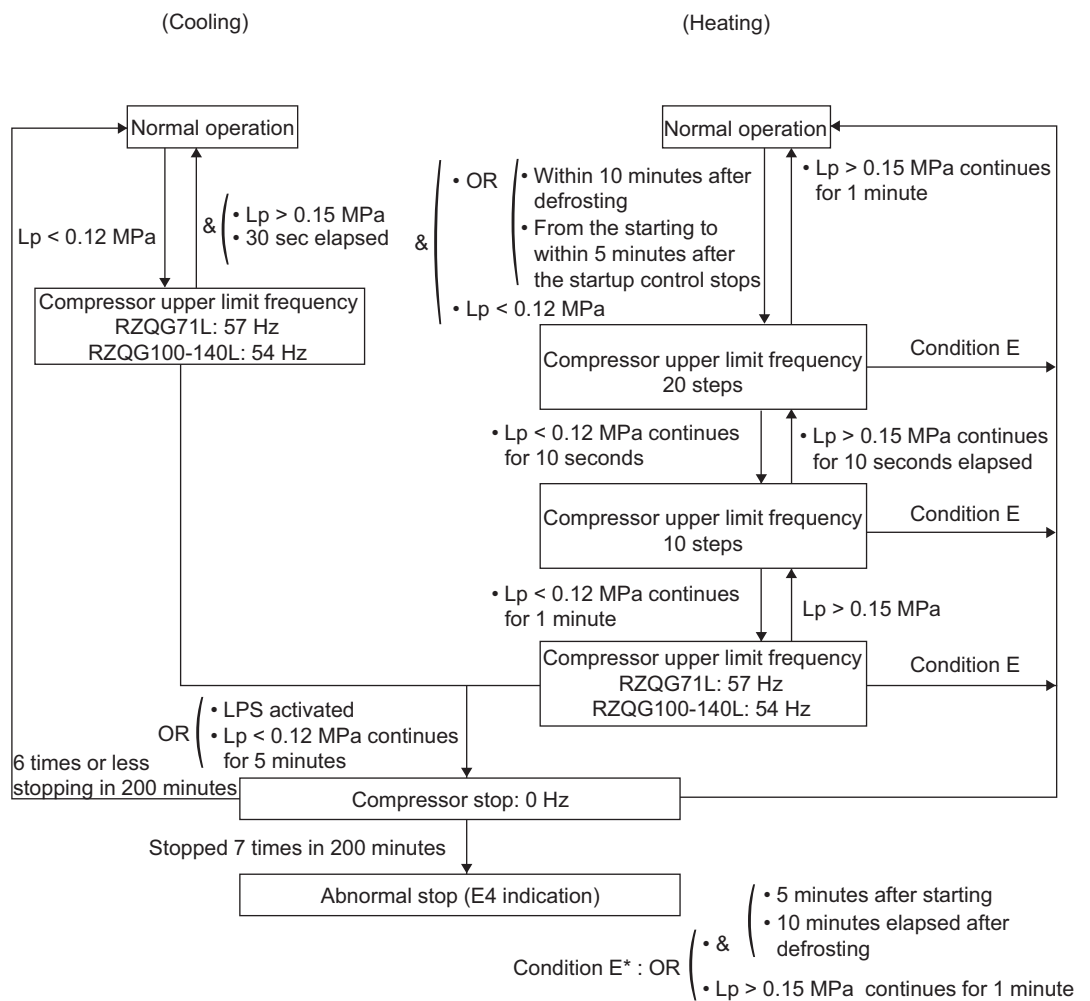 (Cooling)
(Heating)
Normal operation
Normal operation
Lp < 0.12 MPa
&
• Lp > 0.15 MPa
• 30 sec elapsed
&
• OR
• Within 10 minutes after
defrosting
• From the starting to
within 5 minutes after
the startup control stops
• Lp < 0.12 MPa
• Lp > 0.15 MPa continues
for 1 minute
Compressor upper limit frequency
RZQG71L: 57 Hz
RZQG100-140L: 54 Hz
Compressor upper limit frequency
20 steps
Condition E
• Lp < 0.12 MPa continues
for 10 seconds
• Lp > 0.15 MPa continues
for 10 seconds elapsed
Compressor upper limit frequency
10 steps
Condition E
• Lp < 0.12 MPa continues
for 1 minute
Lp > 0.15 MPa
Compressor upper limit frequency
RZQG71L: 57 Hz
RZQG100-140L: 54 Hz
Condition E
OR
• LPS activated
• Lp < 0.12 MPa continues
for 5 minutes
6 times or less
stopping in 200 minutes
Compressor stop: 0 Hz
Stopped 7 times in 200 minutes
Abnormal stop (E4 indication)
Condition E* : OR
• &
• 5 minutes after starting
• 10 minutes elapsed after
defrosting
• Lp > 0.15 MPa continues for 1 minute